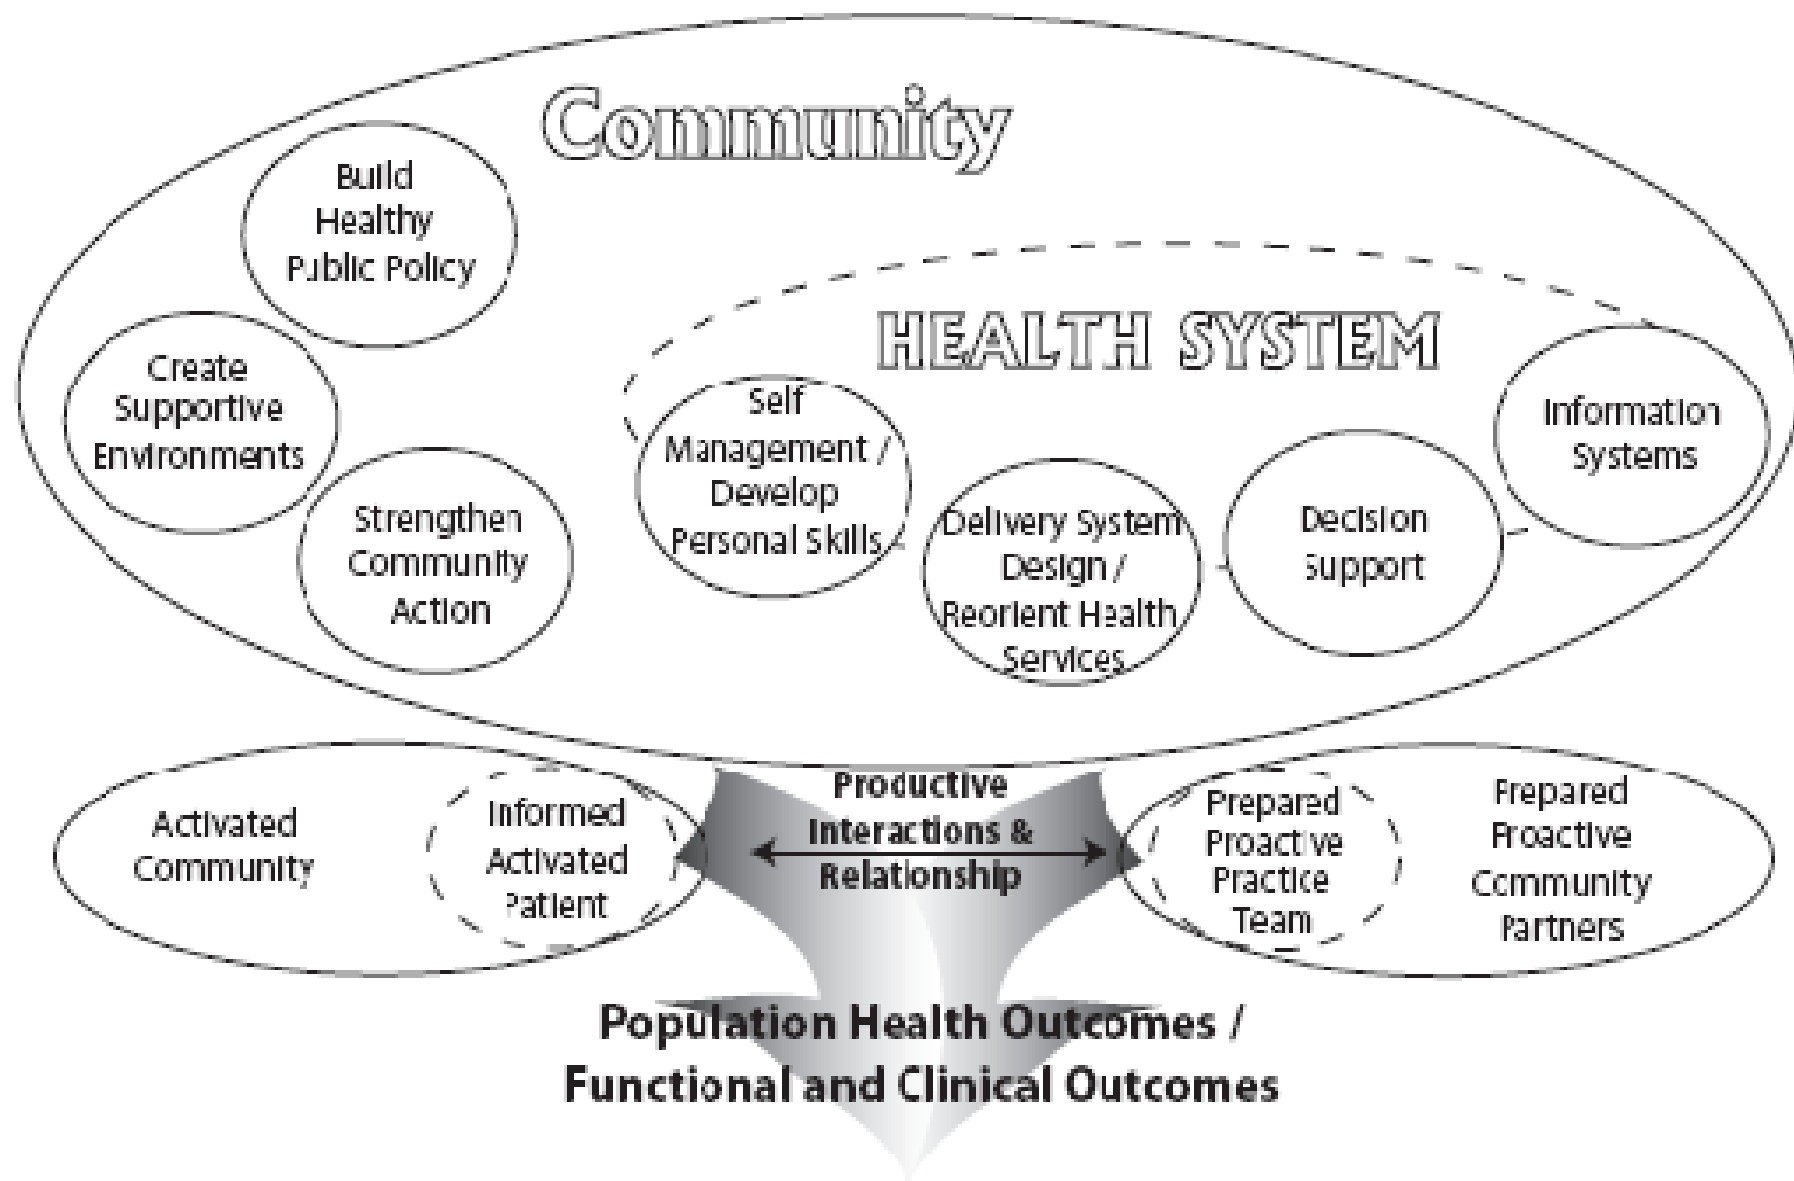 Community
Build
Healthy
Public Policy
Create
Supportive
Environments
Strengthen
Community
Action
HEALTH SYSTEM
Self
Management /
Develop
Personal Skills
Delivery System
Design /
Reorient Health
Services
Decision
Support
Information
Systems
Activated
Community
Informed
Activated
Patient
Productive
Interactions &
Relationship
Prepared
Proactive
Practice
Team
Prepared
Proactive
Community
Partners
Population Health Outcomes /
Functional and Clinical Outcomes